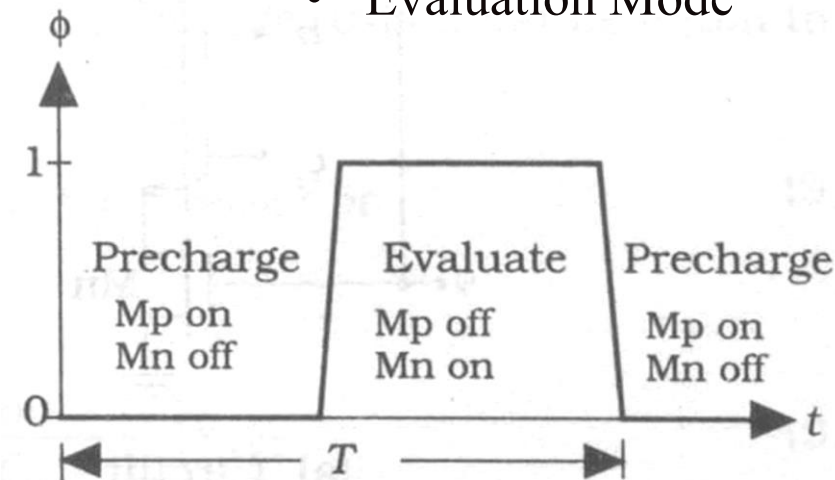 Evaluation Mode
ϕ
1
Precharge
Mp on
Mn off
Evaluate
Mp off
Mn on
Precharge
Mp on
Mn off
0
t
T